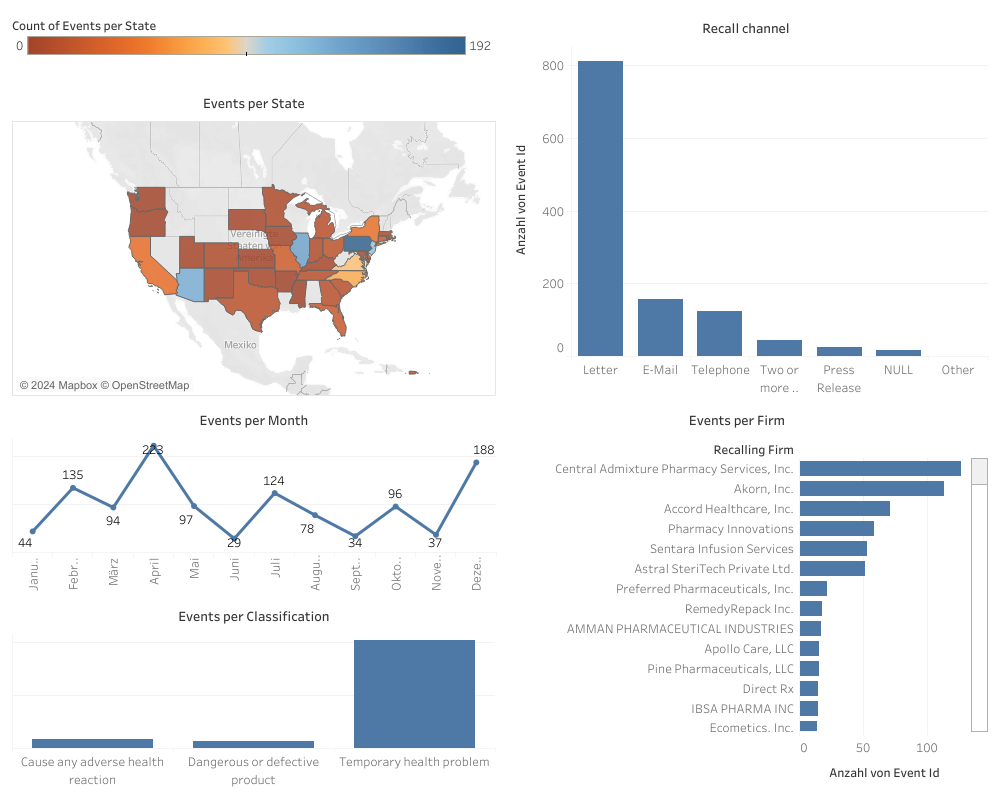 Count of Events per State
0
192
Events per State
Vereinigte
Staaten von
Amerika
Mexiko
© 2024 Mapbox © OpenStreetMap
Events per Month
44
135
94
223
97
29
124
78
34
96
37
188
Janu..
Febr..
März
April
Mai
Juni
Juli
Augu..
Sept..
Okto..
Nove..
Deze..
Events per Classification
Cause any adverse health
reaction
Dangerous or defective
product
Temporary health problem
Recall channel
Anzahl von Event Id
800
600
400
200
0
Letter
E-Mail
Telephone
Two or
more ..
Press
Release
NULL
Other
Events per Firm
Recalling Firm
Central Admixture Pharmacy Services, Inc.
Akorn, Inc.
Accord Healthcare, Inc.
Pharmacy Innovations
Sentara Infusion Services
Astral SteriTech Private Ltd.
Preferred Pharmaceuticals, Inc.
RemedyRepack Inc.
AMMAN PHARMACEUTICAL INDUSTRIES
Apollo Care, LLC
Pine Pharmaceuticals, LLC
Direct Rx
IBSA PHARMA INC
Ecometics. Inc.
0
50
100
Anzahl von Event Id